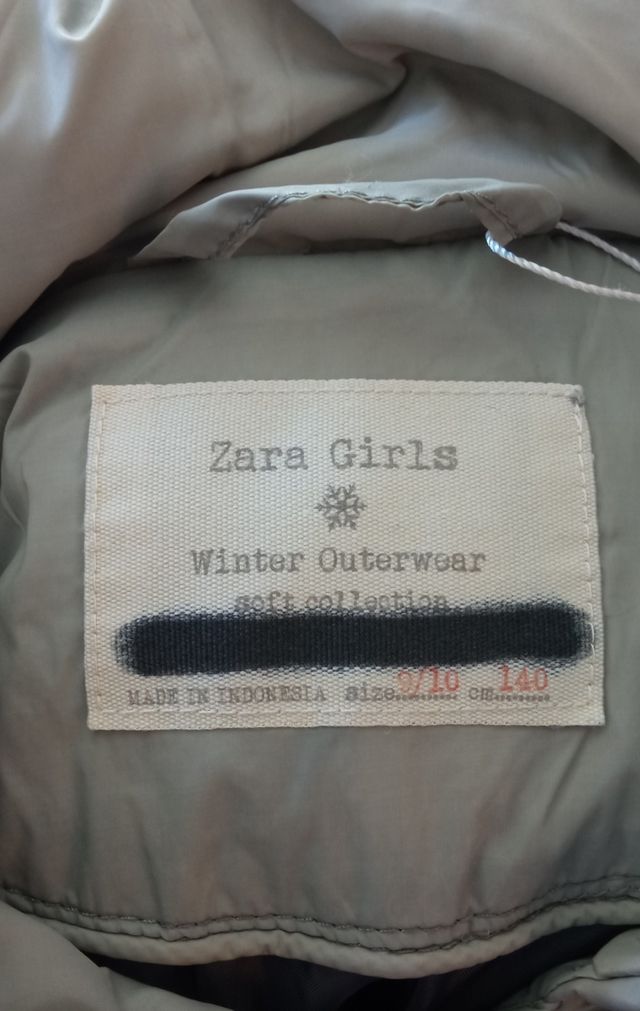 Zara Girls
Winter Outerwear
soft collection
MADE IN INDONESIA size 9/10 cm 140